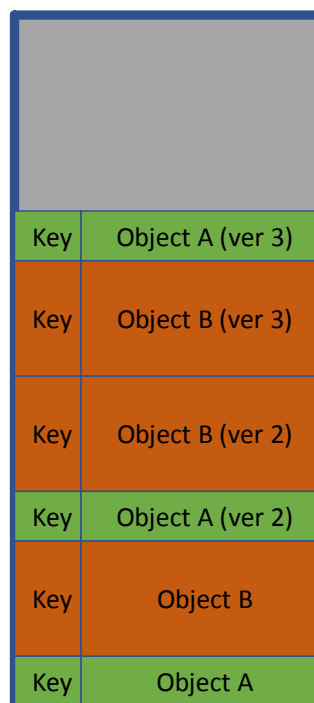 Key Object A (ver 3)
Key Object B (ver 3)
Key Object B (ver 2)
Key Object A (ver 2)
Key Object B
Key Object A